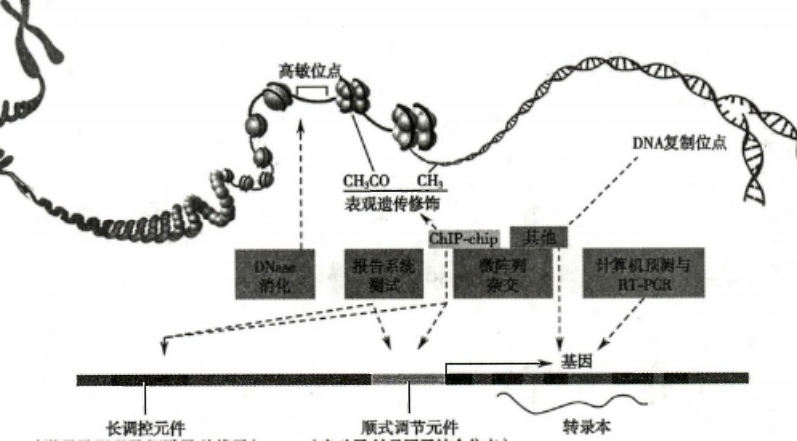 高敏位点
DNA复制位点
CH₃CO CH₃
表观遗传修饰
ChIP-chip
其他
DNase
消化
报告系统
测试
微阵列
杂交
计算机预测与
RT-PCR
基因
长调控元件
顺式调节元件
转录本